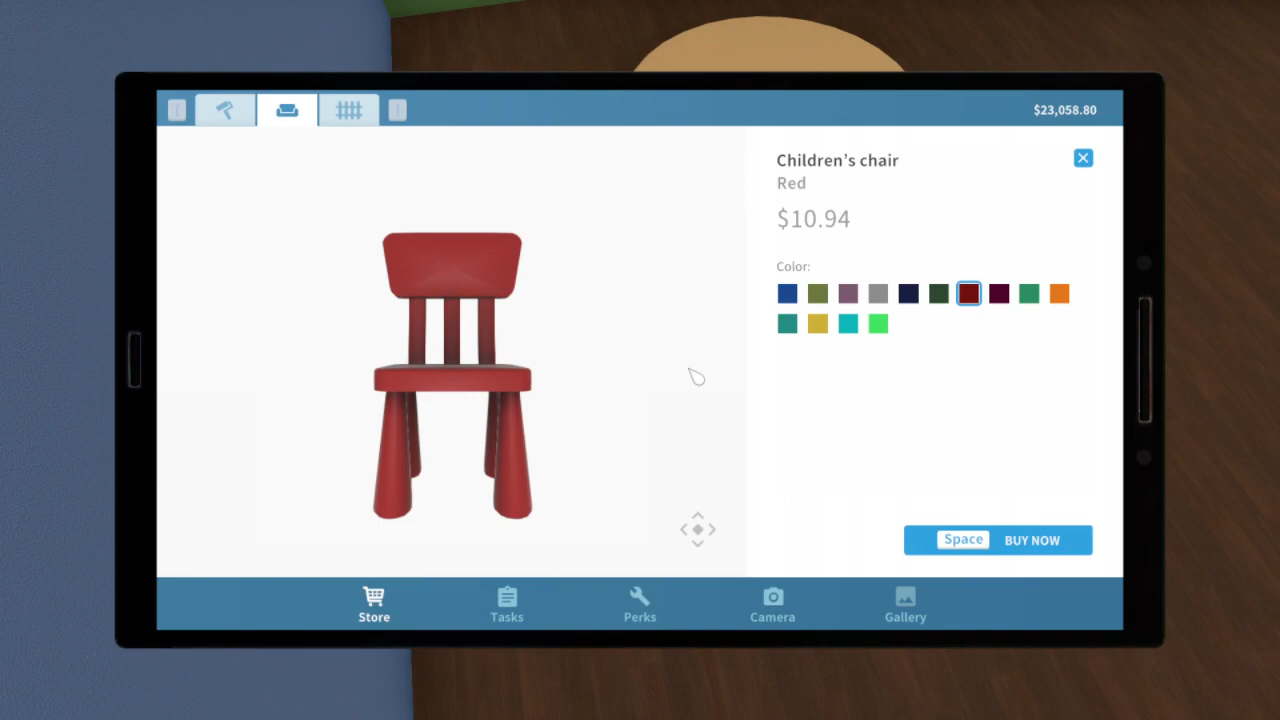 $23,058.80
Children's chair
Red
$10.94
Color:
Space BUY NOW
Store
Tasks
Perks
Camera
Gallery